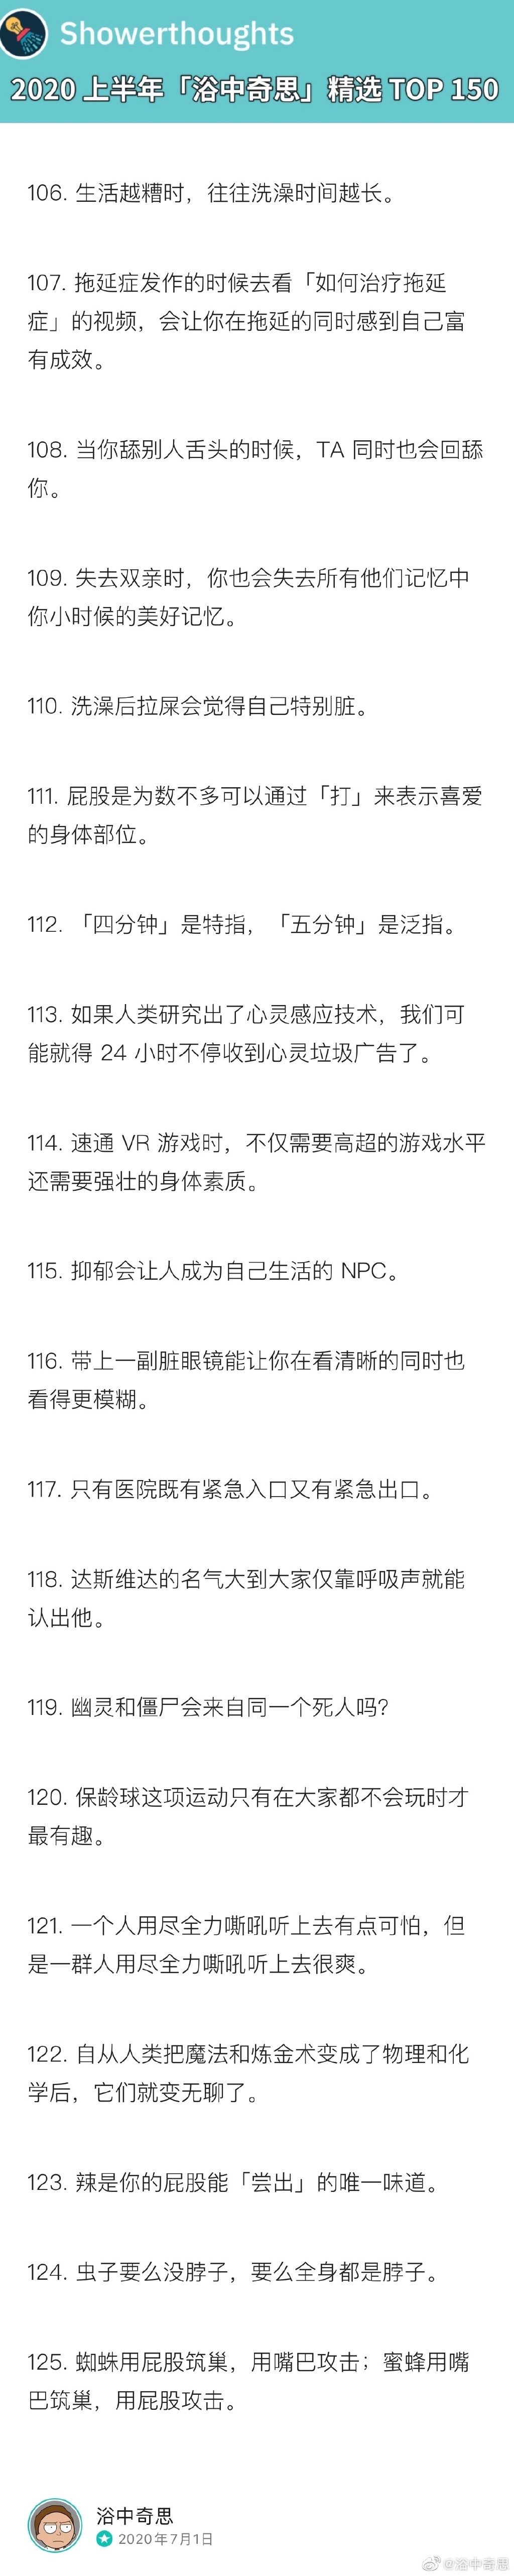 Showerthoughts
2020 上半年「浴中奇思」精选 TOP 150
106. 生活越糟时，往往洗澡时间越长。
107. 拖延症发作的时候去看「如何治疗拖延
症」的视频，会让你在拖延的同时感到自己富
有成效。
108. 当你舔别人舌头的时候，TA 同时也会回舔
你。
109. 失去双亲时，你也会失去所有他们记忆中
你小时候的美好记忆。
110. 洗澡后拉屎会觉得自己特别脏。
111. 屁股是为数不多可以通过「打」来表示喜爱
的身体部位。
112. 「四分钟」是特指，「五分钟」是泛指。
113. 如果人类研究出了心灵感应技术，我们可
能就得 24 小时不停收到心灵垃圾广告了。
114. 速通 VR 游戏时，不仅需要高超的游戏水平
还需要强壮的身体素质。
115. 抑郁会让人成为自己生活的 NPC。
116. 带上一副脏眼镜能让你在看清晰的同时也
看得更模糊。
117. 只有医院既有紧急入口又有紧急出口。
118. 达斯维达的名气大到大家仅靠呼吸声就能
认出他。
119. 幽灵和僵尸会来自同一个死人吗？
120. 保龄球这项运动只有在大家都不会玩时才
最有趣。
121. 一个人用尽全力嘶吼听上去有点可怕，但
是一群人用尽全力嘶吼听上去很爽。
122. 自从人类把魔法和炼金术变成了物理和化
学后，它们就变无聊了。
123. 辣是你的屁股能「尝出」的唯一味道。
124. 虫子要么没脖子，要么全身都是脖子。
125. 蜘蛛用屁股筑巢，用嘴巴攻击；蜜蜂用嘴
巴筑巢，用屁股攻击。
浴中奇思
2020年7月1日
@浴中奇思